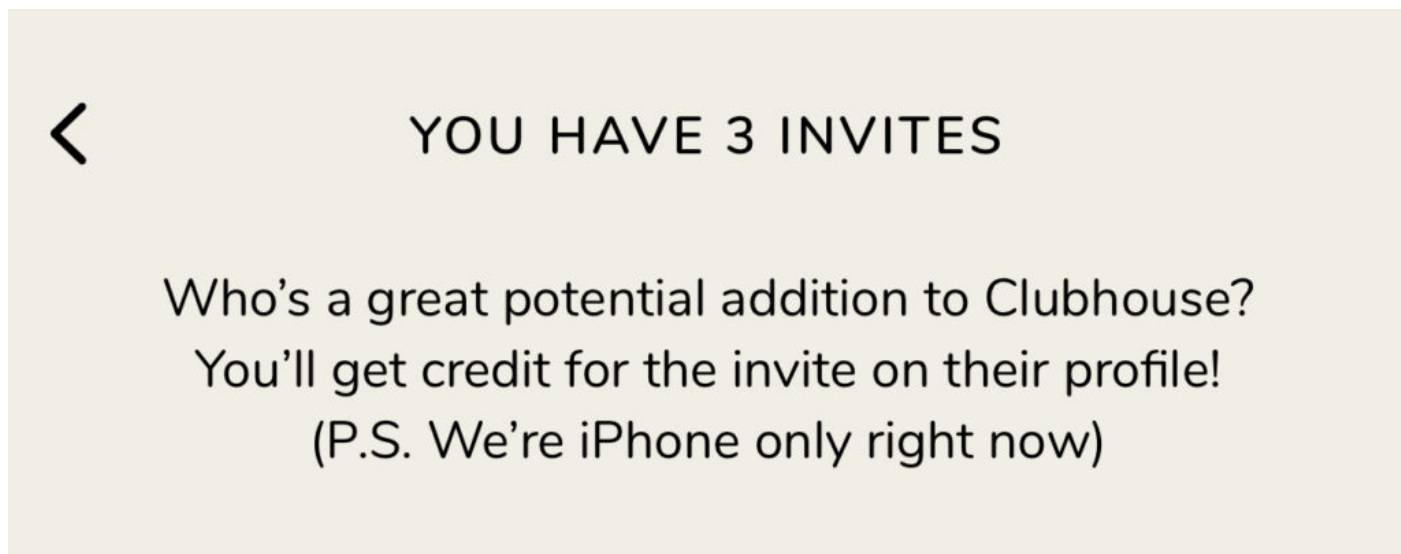 YOU HAVE 3 INVITES
Who’s a great potential addition to Clubhouse?
You’ll get credit for the invite on their profile!
(P.S. We’re iPhone only right now)